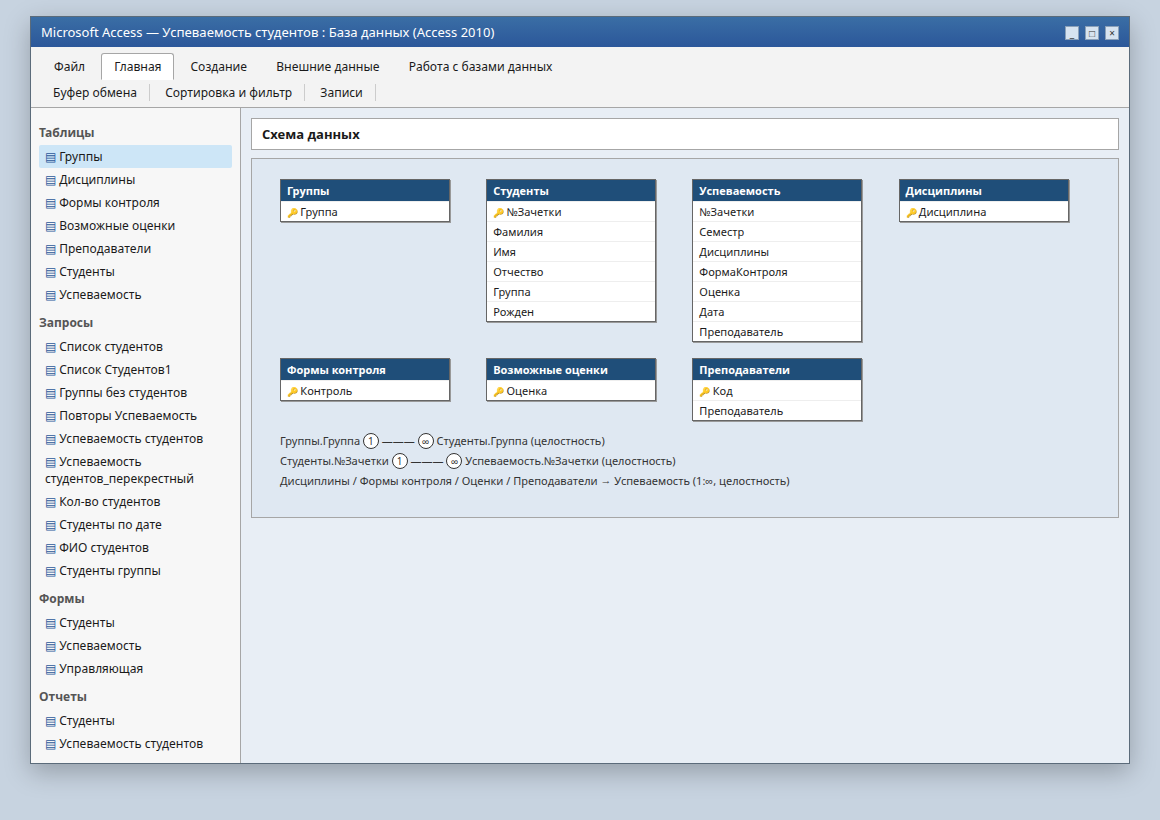 Microsoft Access — Успеваемость студентов : База данных (Access 2010)
Файл Главная Создание Внешние данные Работа с базами данных
Буфер обмена Сортировка и фильтр Записи
Таблицы
Группы
Дисциплины
Формы контроля
Возможные оценки
Преподаватели
Студенты
Успеваемость
Запросы
Список студентов
Список Студентов1
Группы без студентов
Повторы Успеваемость
Успеваемость студентов
Успеваемость
студентов_перекрестный
Кол-во студентов
Студенты по дате
ФИО студентов
Студенты группы
Формы
Студенты
Успеваемость
Управляющая
Отчеты
Студенты
Успеваемость студентов
Схема данных
Группы
Группа
Студенты
№Зачетки
Фамилия
Имя
Отчество
Группа
Рожден
Успеваемость
№Зачетки
Семестр
Дисциплины
ФормаКонтроля
Оценка
Дата
Преподаватель
Дисциплины
Дисциплина
Формы контроля
Контроль
Возможные оценки
Оценка
Преподаватели
Код
Преподаватель
Группы.Группа 1 ——— ∞ Студенты.Группа (целостность)
Студенты.№Зачетки 1 ——— ∞ Успеваемость.№Зачетки (целостность)
Дисциплины / Формы контроля / Оценки / Преподаватели → Успеваемость (1:∞, целостность)